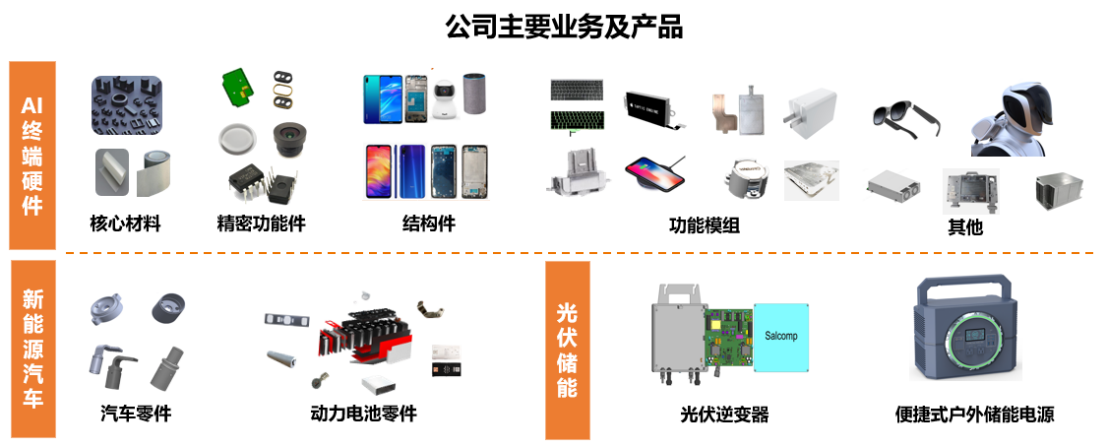 公司主要业务及产品
AI终端硬件
核心材料
精密功能件
结构件
功能模组
其他
新能源汽车
汽车零件
动力电池零件
光伏储能
Salcomp
光伏逆变器
便捷式户外储能电源